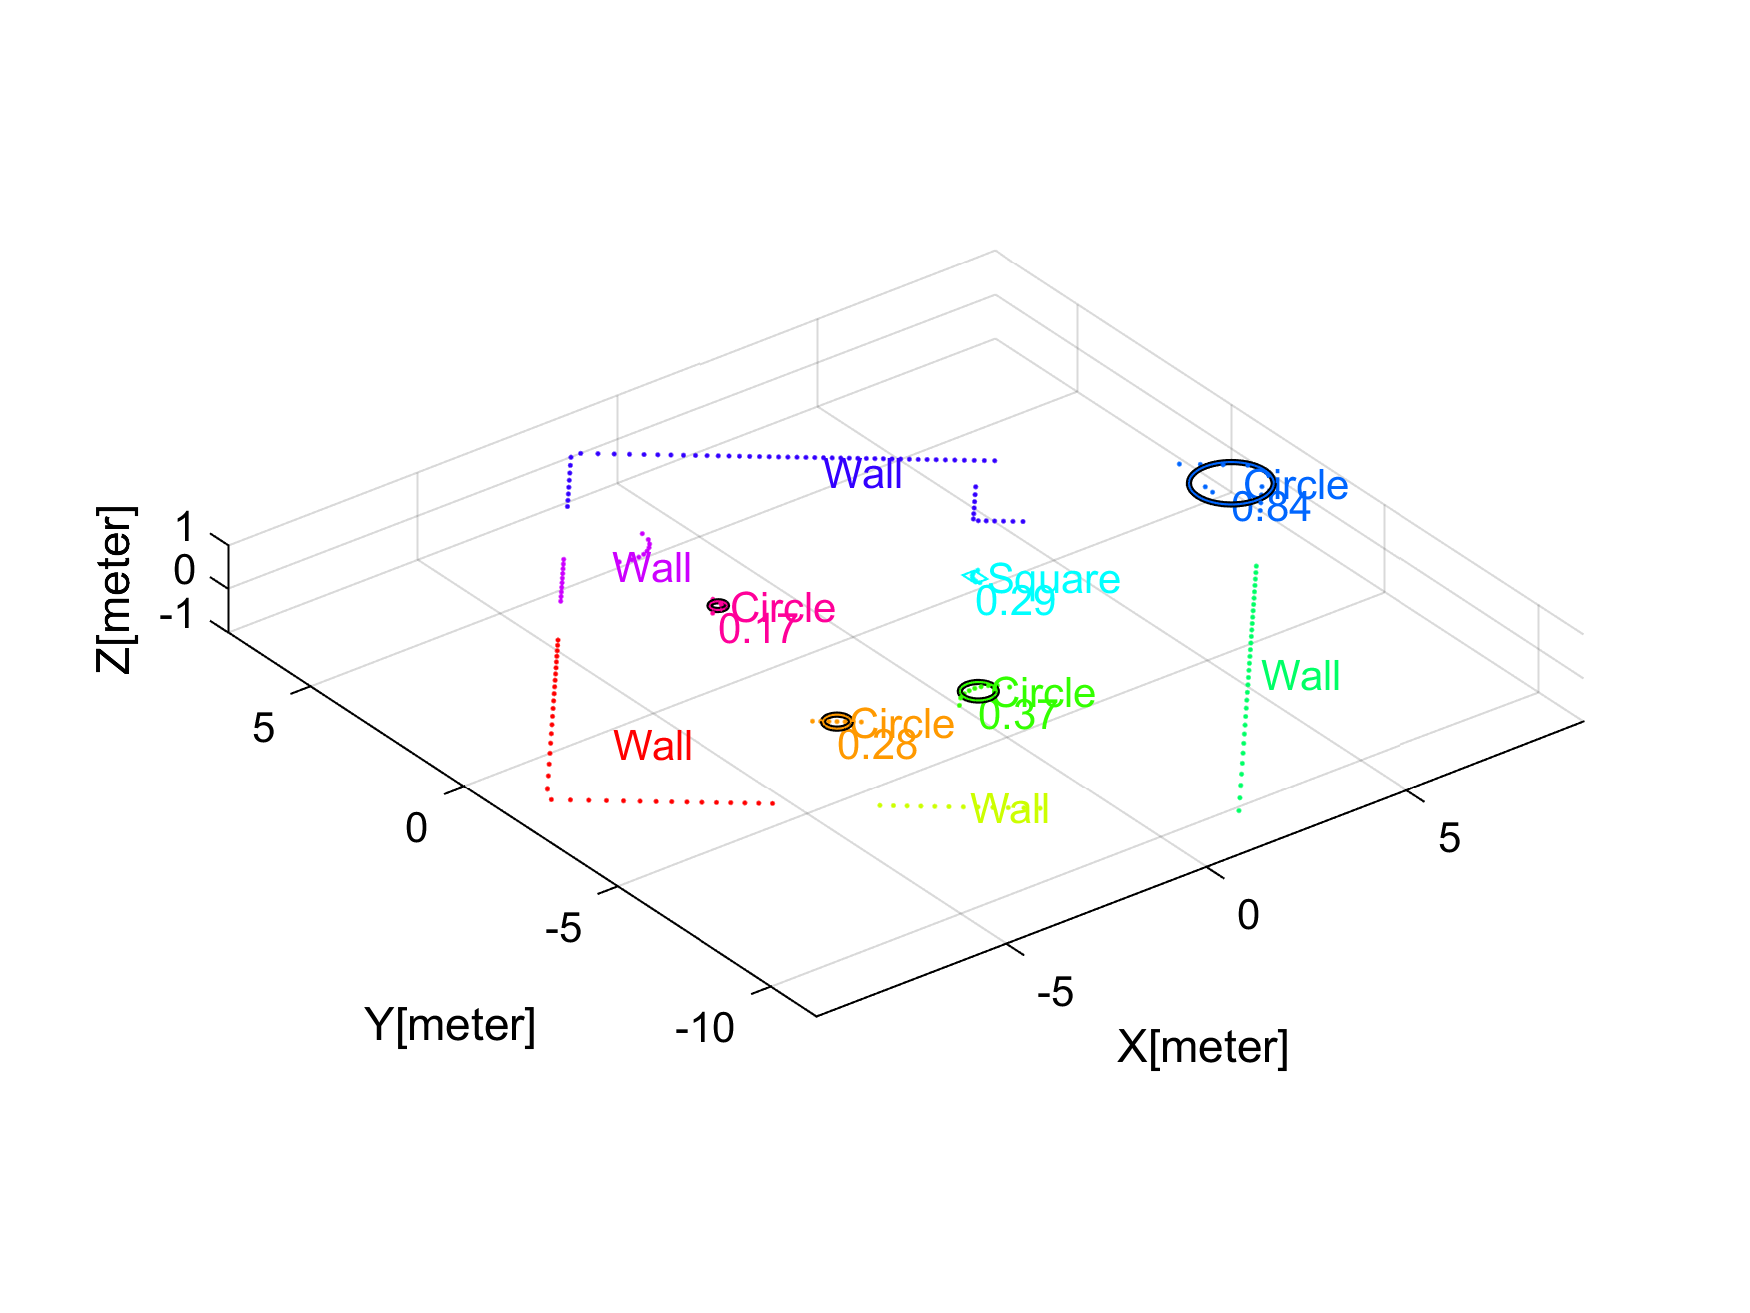 Wall
Circle
0.84
1
0
-1
Z[meter]
Wall
Circle
0.17
Square
0.29
Wall
Circle
0.37
Circle
0.28
Wall
Wall
5
0
-5
-10
Y[meter]
5
0
-5
X[meter]